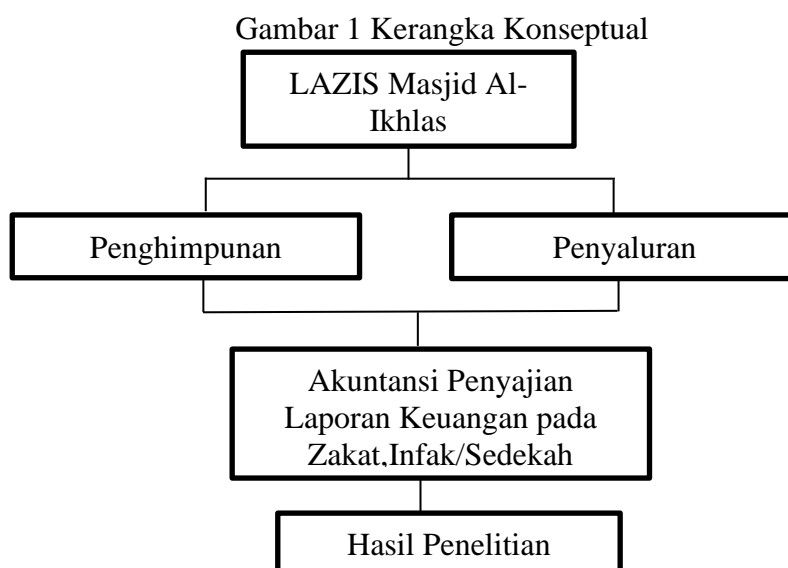 Gambar 1 Kerangka Konseptual
LAZIS Masjid Al-
Ikhlas
Penghimpunan
Penyaluran
Akuntansi Penyajian
Laporan Keuangan pada
Zakat,Infak/Sedekah
Hasil Penelitian